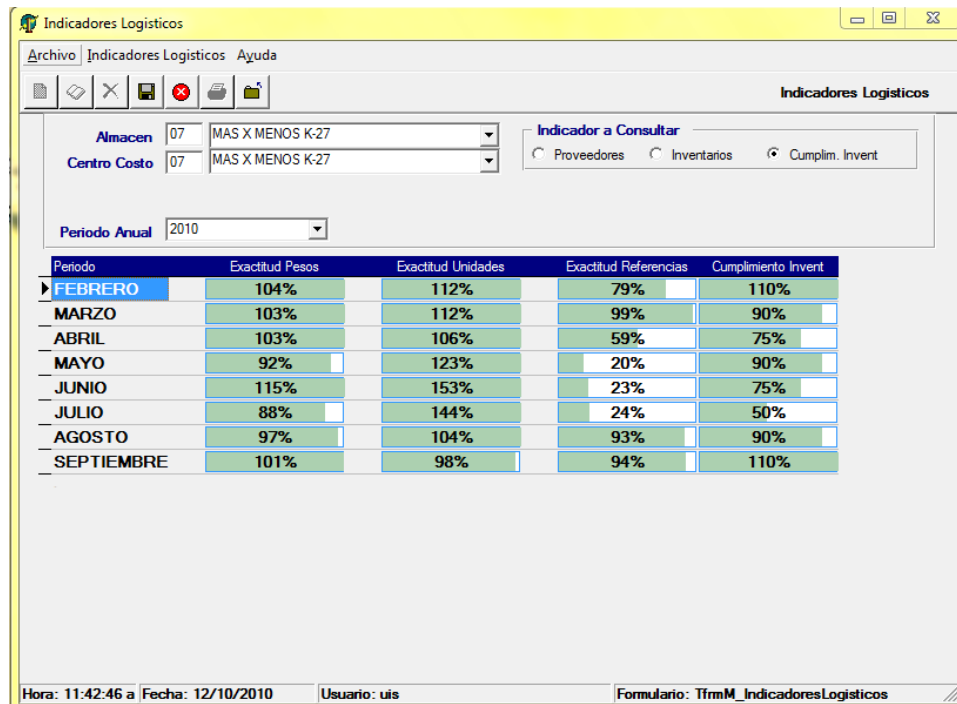 Indicadores Logisticos
Archivo Indicadores Logisticos Ayuda
Indicadores Logisticos
Almacen 07 MAS X MENOS K-27
Centro Costo 07 MAS X MENOS K-27
Indicador a Consultar
Proveedores Inventarios Cumplim. Invent
Periodo Anual 2010
Periodo Exactitud Pesos Exactitud Unidades Exactitud Referencias Cumplimiento Invent
FEBRERO 104% 112% 79% 110%
MARZO 103% 112% 99% 90%
ABRIL 103% 106% 59% 75%
MAYO 92% 123% 20% 90%
JUNIO 115% 153% 23% 75%
JULIO 88% 144% 24% 50%
AGOSTO 97% 104% 93% 90%
SEPTIEMBRE 101% 98% 94% 110%
Hora: 11:42:46 a Fecha: 12/10/2010 Usuario: uis Formulario: TfrmM_IndicadoresLogisticos